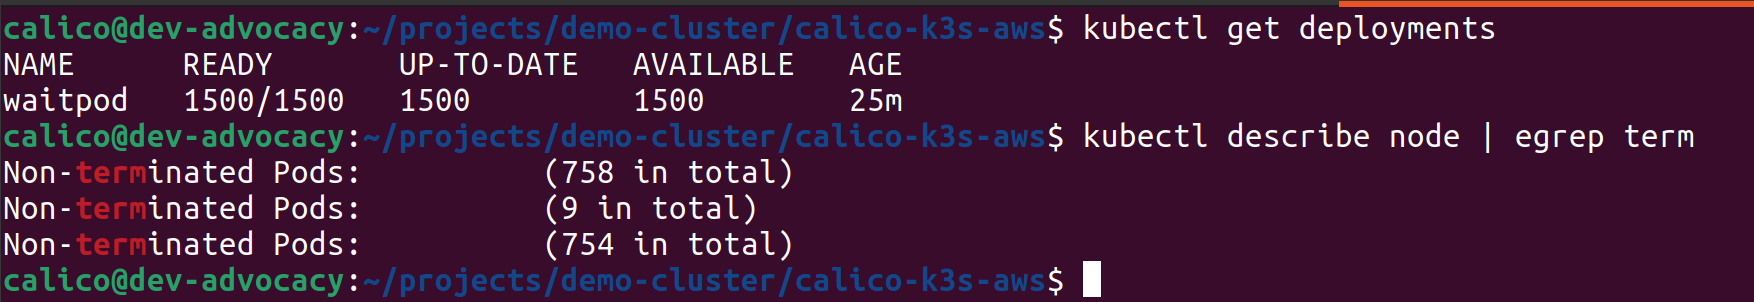 calico@dev-advocacy:~/projects/demo-cluster/calico-k3s-aws$ kubectl get deployments
NAME      READY       UP-TO-DATE   AVAILABLE   AGE
waitpod   1500/1500   1500         1500        25m
calico@dev-advocacy:~/projects/demo-cluster/calico-k3s-aws$ kubectl describe node | egrep term
Non-terminated Pods:          (758 in total)
Non-terminated Pods:          (9 in total)
Non-terminated Pods:          (754 in total)
calico@dev-advocacy:~/projects/demo-cluster/calico-k3s-aws$